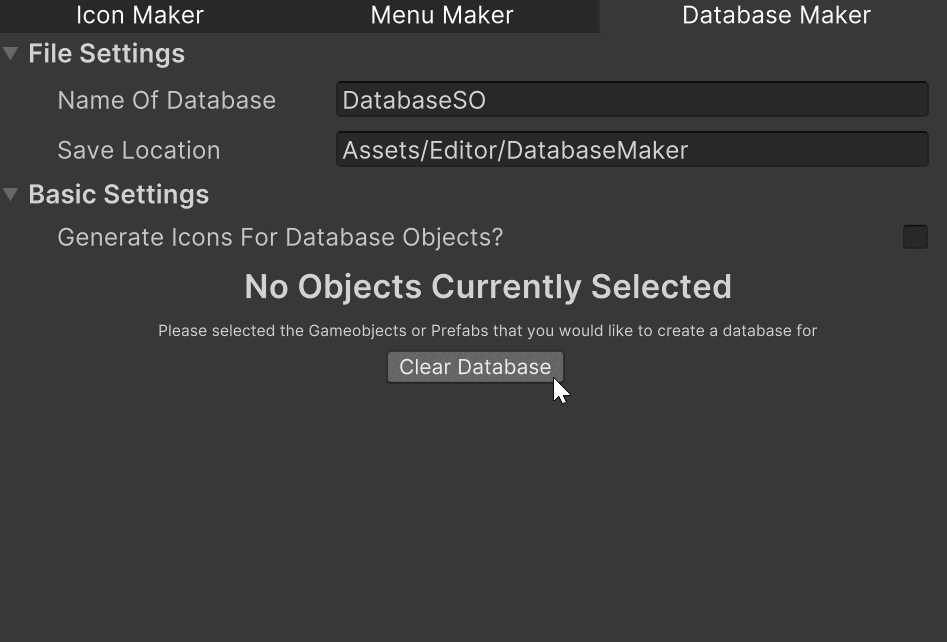 Icon Maker Menu Maker Database Maker
File Settings
Name Of Database DatabaseSO
Save Location Assets/Editor/DatabaseMaker
Basic Settings
Generate Icons For Database Objects?
No Objects Currently Selected
Please selected the Gameobjects or Prefabs that you would like to create a database for
Clear Database